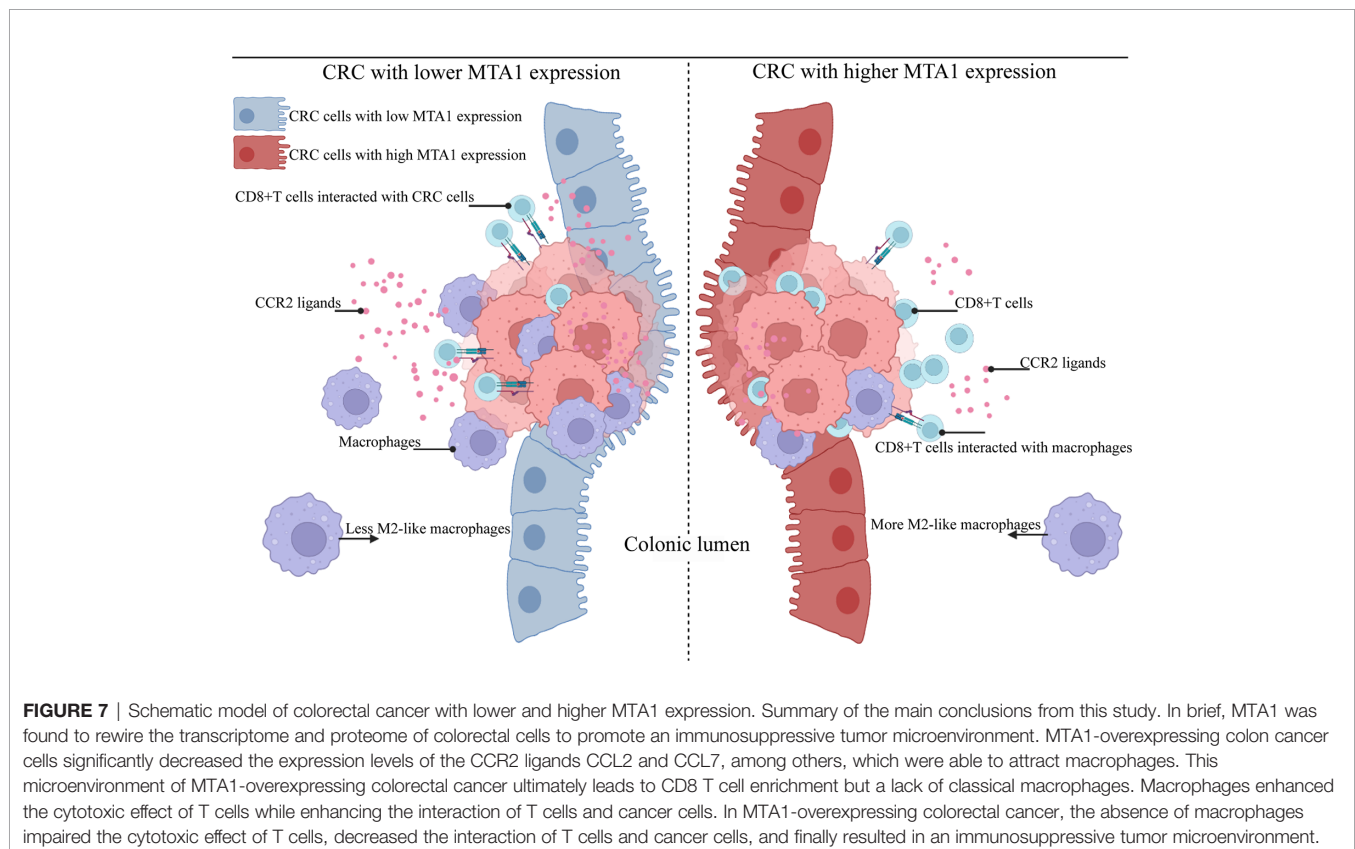 CRC with lower MTA1 expression
CRC with higher MTA1 expression
CRC cells with low MTA1 expression
CRC cells with high MTA1 expression
CD8+T cells interacted with CRC cells
CCR2 ligands
CD8+T cells
CCR2 ligands
Macrophages
CD8+T cells interacted with macrophages
Less M2-like macrophages
More M2-like macrophages
Colonic lumen
FIGURE 7 | Schematic model of colorectal cancer with lower and higher MTA1 expression. Summary of the main conclusions from this study. In brief, MTA1 was
found to rewire the transcriptome and proteome of colorectal cells to promote an immunosuppressive tumor microenvironment. MTA1-overexpressing colon cancer
cells significantly decreased the expression levels of the CCR2 ligands CCL2 and CCL7, among others, which were able to attract macrophages. This
microenvironment of MTA1-overexpressing colorectal cancer ultimately leads to CD8 T cell enrichment but a lack of classical macrophages. Macrophages enhanced
the cytotoxic effect of T cells while enhancing the interaction of T cells and cancer cells. In MTA1-overexpressing colorectal cancer, the absence of macrophages
impaired the cytotoxic effect of T cells, decreased the interaction of T cells and cancer cells, and finally resulted in an immunosuppressive tumor microenvironment.